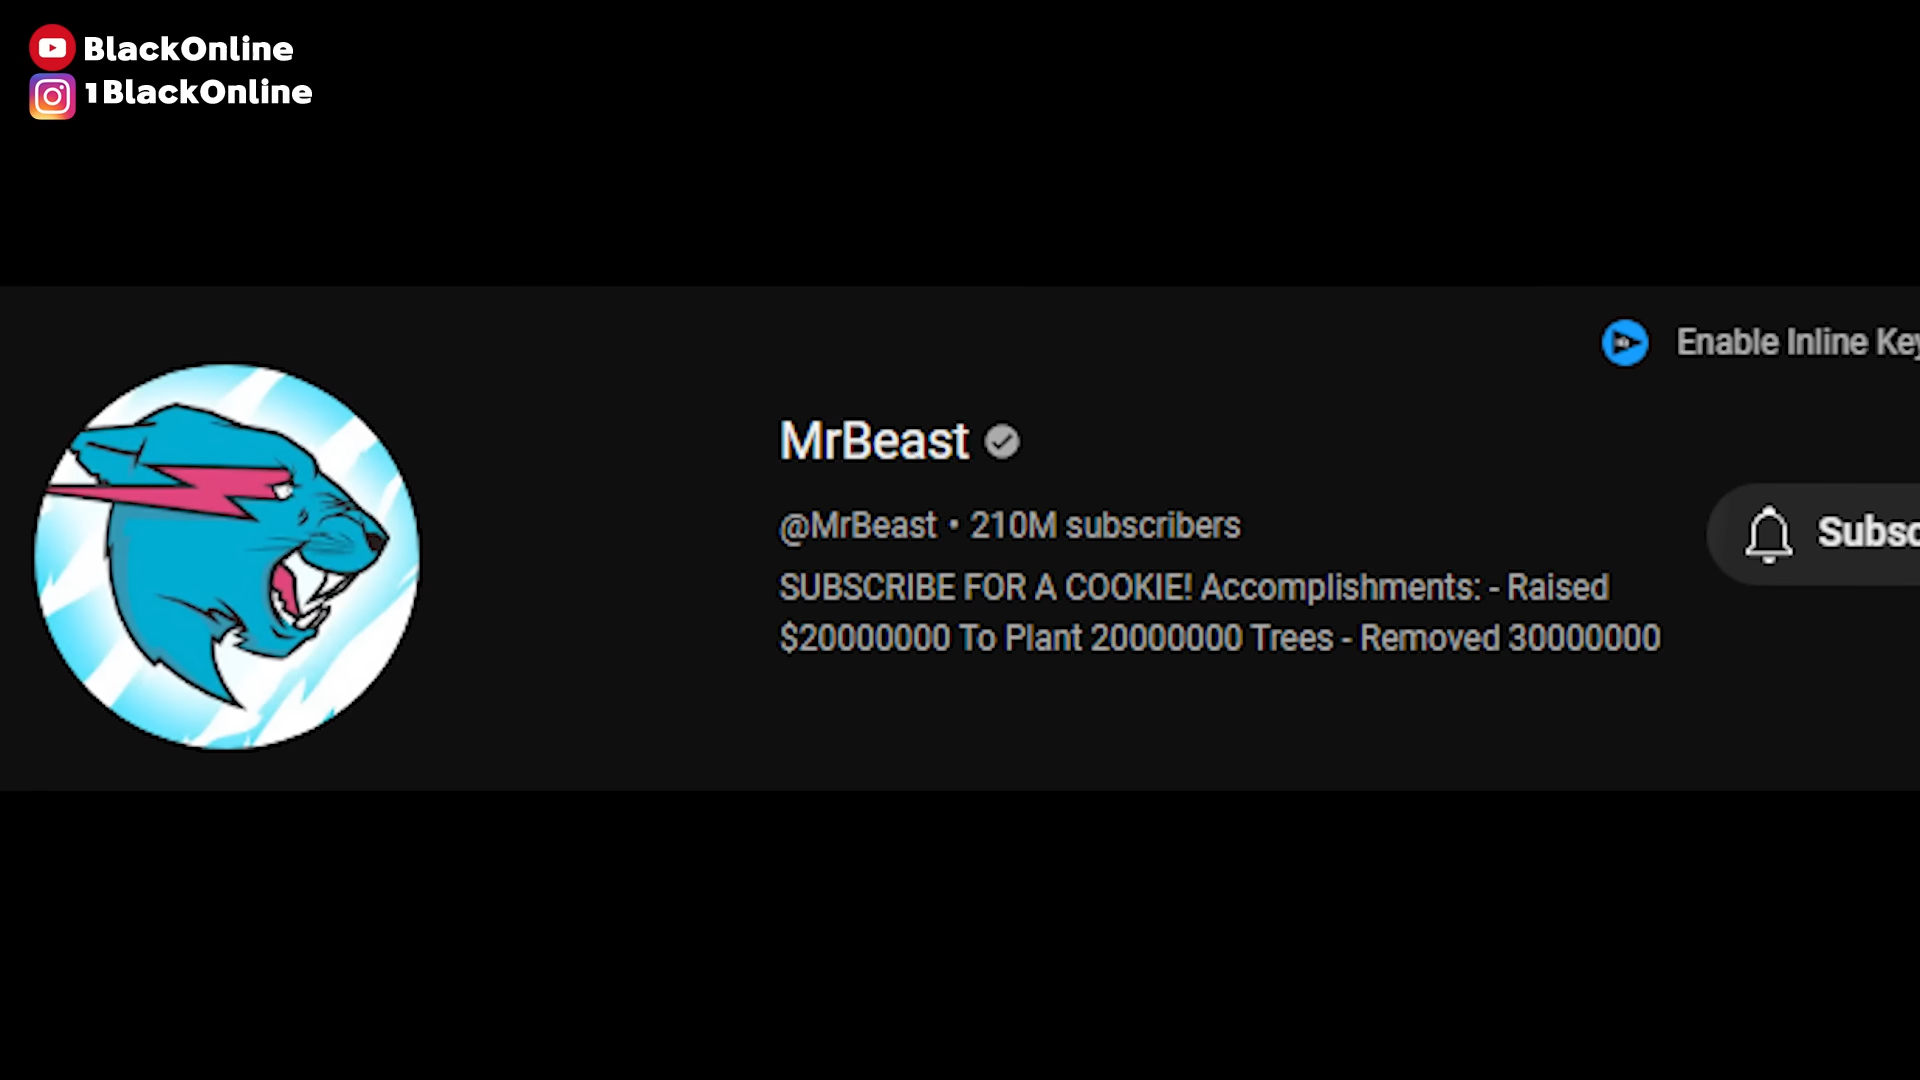 BlackOnline
1BlackOnline
Enable Inline Key
MrBeast
@MrBeast • 210M subscribers
Subsc
SUBSCRIBE FOR A COOKIE! Accomplishments: - Raised
$20000000 To Plant 20000000 Trees - Removed 30000000